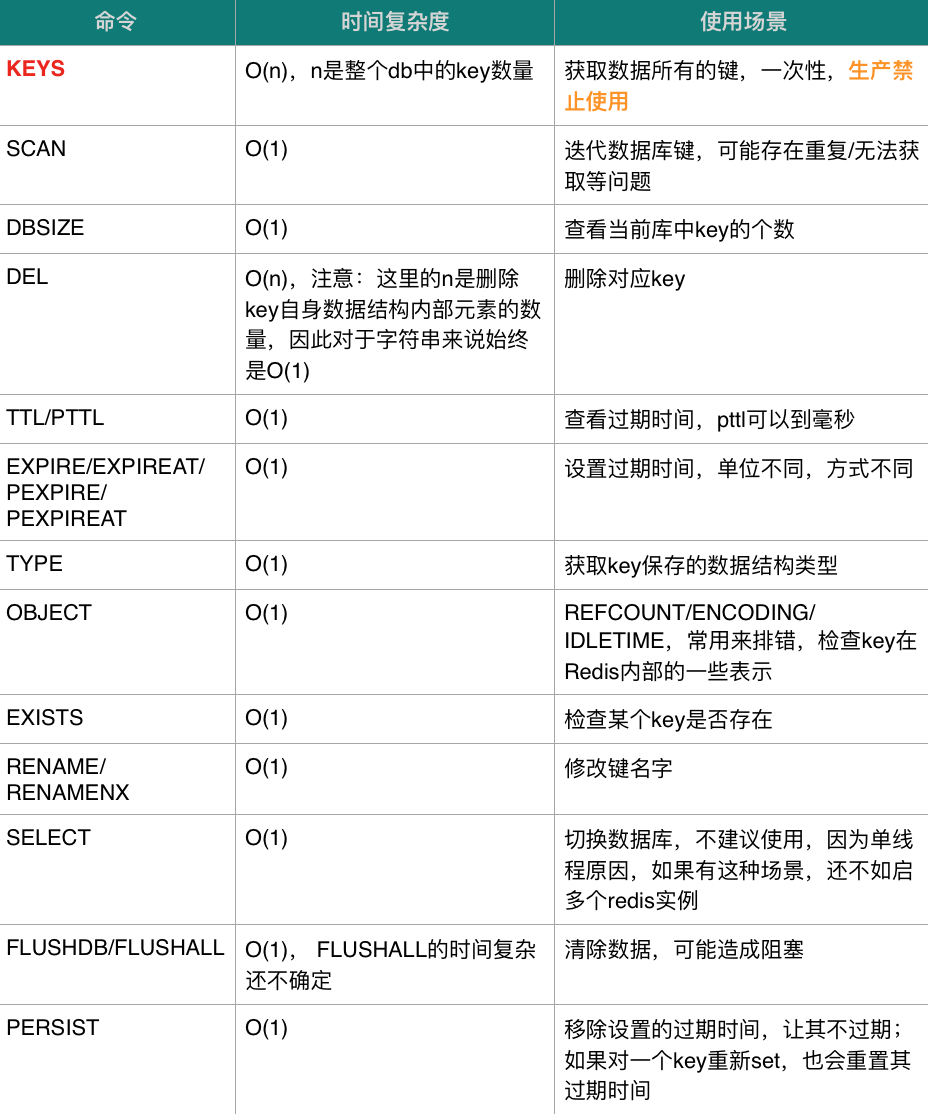 命令 时间复杂度 使用场景
KEYS O(n)，n是整个db中的key数量 获取数据所有的键，一次性，生产禁
止使用
SCAN O(1) 迭代数据库键，可能存在重复/无法获
取等问题
DBSIZE O(1) 查看当前库中key的个数
DEL O(n)，注意：这里的n是删除 删除对应key
key自身数据结构内部元素的数
量，因此对于字符串来说始终
是O(1)
TTL/PTTL O(1) 查看过期时间，pttl可以到毫秒
EXPIRE/EXPIREAT/ O(1) 设置过期时间，单位不同，方式不同
PEXPIRE/
PEXPIREAT
TYPE O(1) 获取key保存的数据结构类型
OBJECT O(1) REFCOUNT/ENCODING/
IDLETIME，常用来排错，检查key在
Redis内部的一些表示
EXISTS O(1) 检查某个key是否存在
RENAME/ O(1) 修改键名字
RENAMENX
SELECT O(1) 切换数据库，不建议使用，因为单线
程原因，如果有这种场景，还不如启
多个redis实例
FLUSHDB/FLUSHALL O(1)， FLUSHALL的时间复杂 清除数据，可能造成阻塞
还不确定
PERSIST O(1) 移除设置的过期时间，让其不过期；
如果对一个key重新set，也会重置其
过期时间